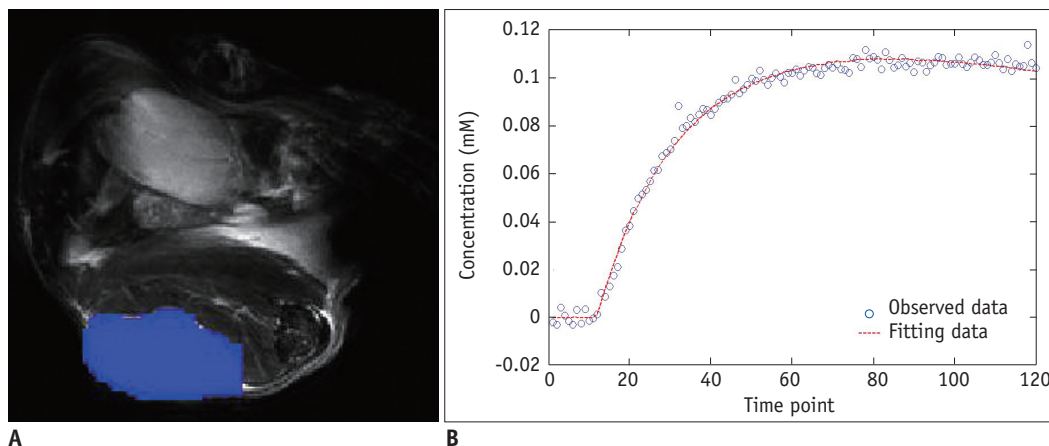 0.12
0.1
0.08
0.06
0.04
0.02
0
-0.02
Concentration (mM)
Observed data
Fitting data
0 20 40 60 80 100 120
Time point
A
B